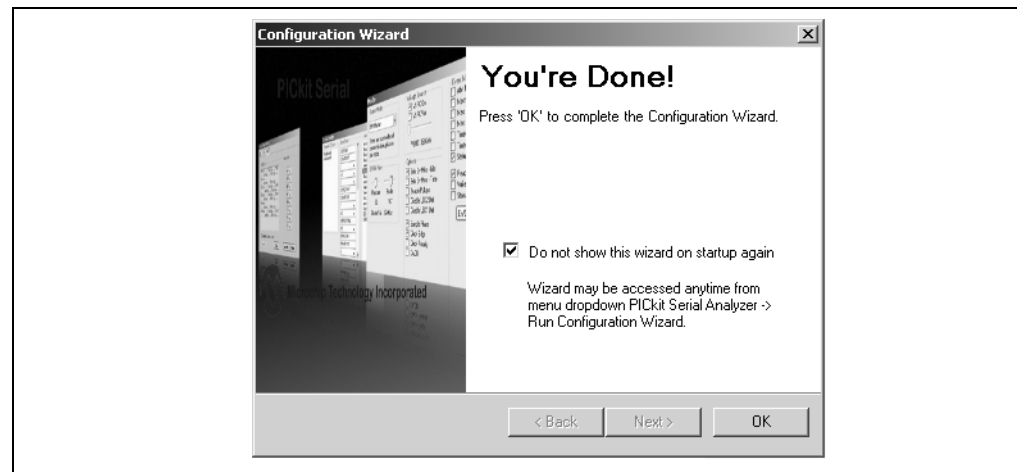 Configuration Wizard
PICkit Serial
You're Done!
Press 'OK' to complete the Configuration Wizard.
Do not show this wizard on startup again
Wizard may be accessed anytime from
menu dropdown PICkit Serial Analyzer ->
Run Configuration Wizard.
Microchip Technology Incorporated
< Back
Next >
OK